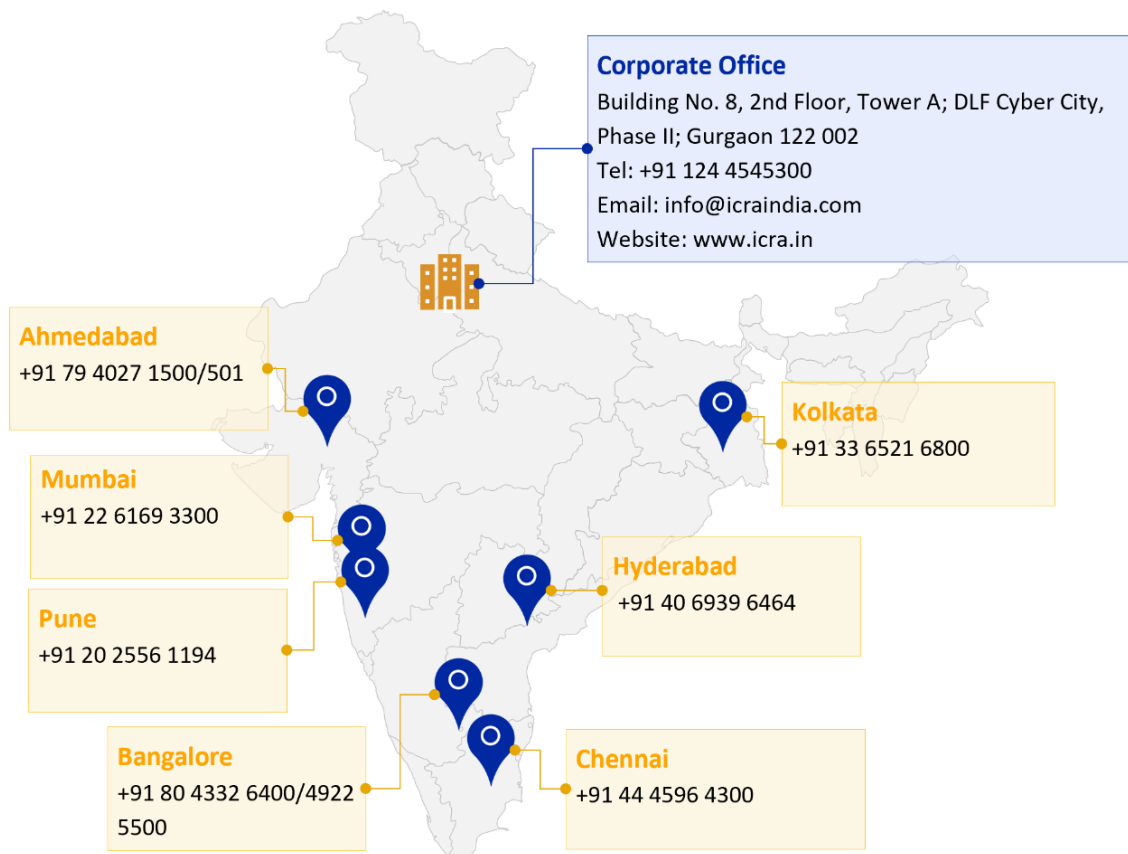 Corporate Office
Building No. 8, 2nd Floor, Tower A; DLF Cyber City,
Phase II; Gurgaon 122 002
Tel: +91 124 4545300
Email: info@icraindia.com
Website: www.icra.in
Ahmedabad
+91 79 4027 1500/501
Kolkata
+91 33 6521 6800
Mumbai
+91 22 6169 3300
Hyderabad
+91 40 6939 6464
Pune
+91 20 2556 1194
Bangalore
+91 80 4332 6400/4922
5500
Chennai
+91 44 4596 4300